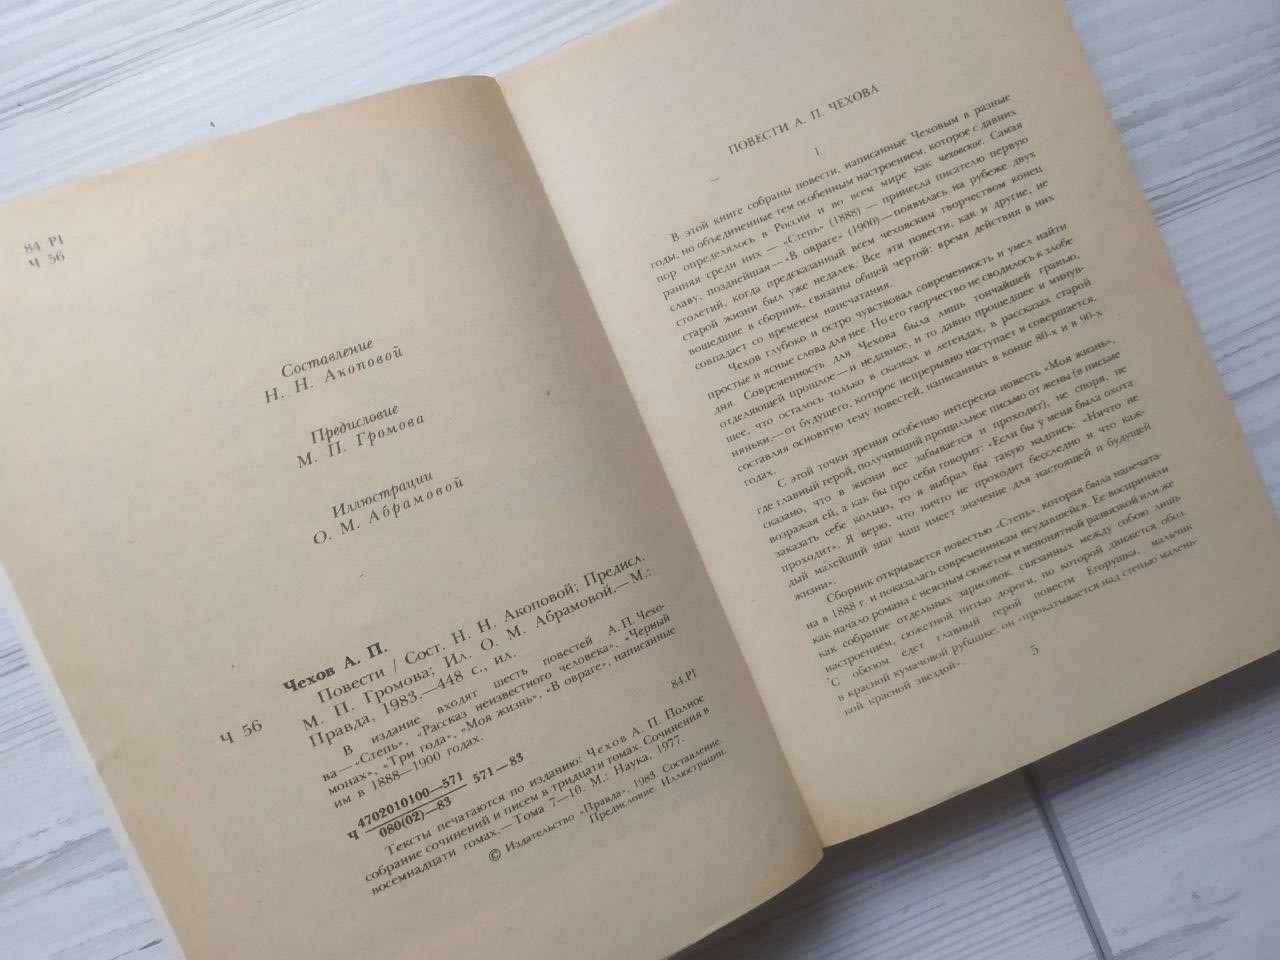 84 Р1
Ч 56
Составление
Н. Н. Акоповой
Предисловие
М. П. Громова
Иллюстрации
О. М. Абрамовой
Чехов А. П.
Ч 56
Повести / Сост. Н. Н. Акоповой; Предисл.
М. П. Громова; Ил. О. М. Абрамовой.— М.:
Правда, 1983.—448 с., ил.
В издание входят шесть повестей А. П. Чехо-
ва— «Степь», «Рассказ неизвестного человека», «Черный
монах», «Три года», «Моя жизнь», «В овраге», написанные
им в 1888—1900 годах.
84.Р1
Ч 4702010100—571 571—83
080(02)—83
Тексты печатаются по изданию: Чехов А. П. Полное
собрание сочинений и писем в тридцати томах. Сочинения в
восемнадцати томах.— Тома 7—10. М.: Наука, 1977.
© Издательство «Правда», 1983. Составление.
Предисловие Иллюстрации.
ПОВЕСТИ А. П. ЧЕХОВА
I
В этой книге собраны повести, написанные Чеховым в разные
годы, но объединенные тем особенным настроением, которое с давних
пор определялось в России и во всем мире как чеховское. Самая
ранняя среди них — «Степь» (1888) — принесла писателю первую
славу, позднейшая— «В овраге» (1900) —появилась на рубеже двух
столетий, когда предсказанный всем чеховским творчеством конец
старой жизни был уже недалек. Все эти повести, как и другие, не
вошедшие в сборник, связаны общей чертой: время действия в них
совпадает со временем напечатания.
Чехов глубоко и остро чувствовал современность и умел найти
простые и ясные слова для нее. Но его творчество не сводилось к злобе
дня. Современность для Чехова была лишь тончайшей гранью,
отделяющей прошлое—и недавнее, и то давно прошедшее и минув-
шее, что осталось только в сказках и легендах, в рассказах старой
няньки,—от будущего, которое непрерывно наступает и совершается,
составляя основную тему повестей, написанных в конце 80-х и в 90-х
годах.
С этой точки зрения особенно интересна повесть «Моя жизнь»,
где главный герой, получивший прощальное письмо от жены (в письме
сказано, что в жизни все забывается и проходит), не споря, не
возражая ей, а как бы про себя говорит: «Если бы у меня была охота
заказать себе кольцо, то я выбрал бы такую надпись: «Ничто не
проходит». Я верю, что ничто не проходит бесследно и что каж-
дый малейший шаг наш имеет значение для настоящей и будущей
жизни».
Сборник открывается повестью «Степь», которая была напечата-
на в 1888 г. и показалась современникам неудавшейся. Ее восприняли
как начало романа с неясным сюжетом и непонятной развязкой или же
как собрание отдельных зарисовок, связанных между собою лишь
настроением, сюжетной нитью дороги, по которой движется обоз.
С обозом едет главный герой повести Егорушка, мальчик
в красной кумачовой рубашке; он «прокатывается над степью малень-
кой красной звездой».
5